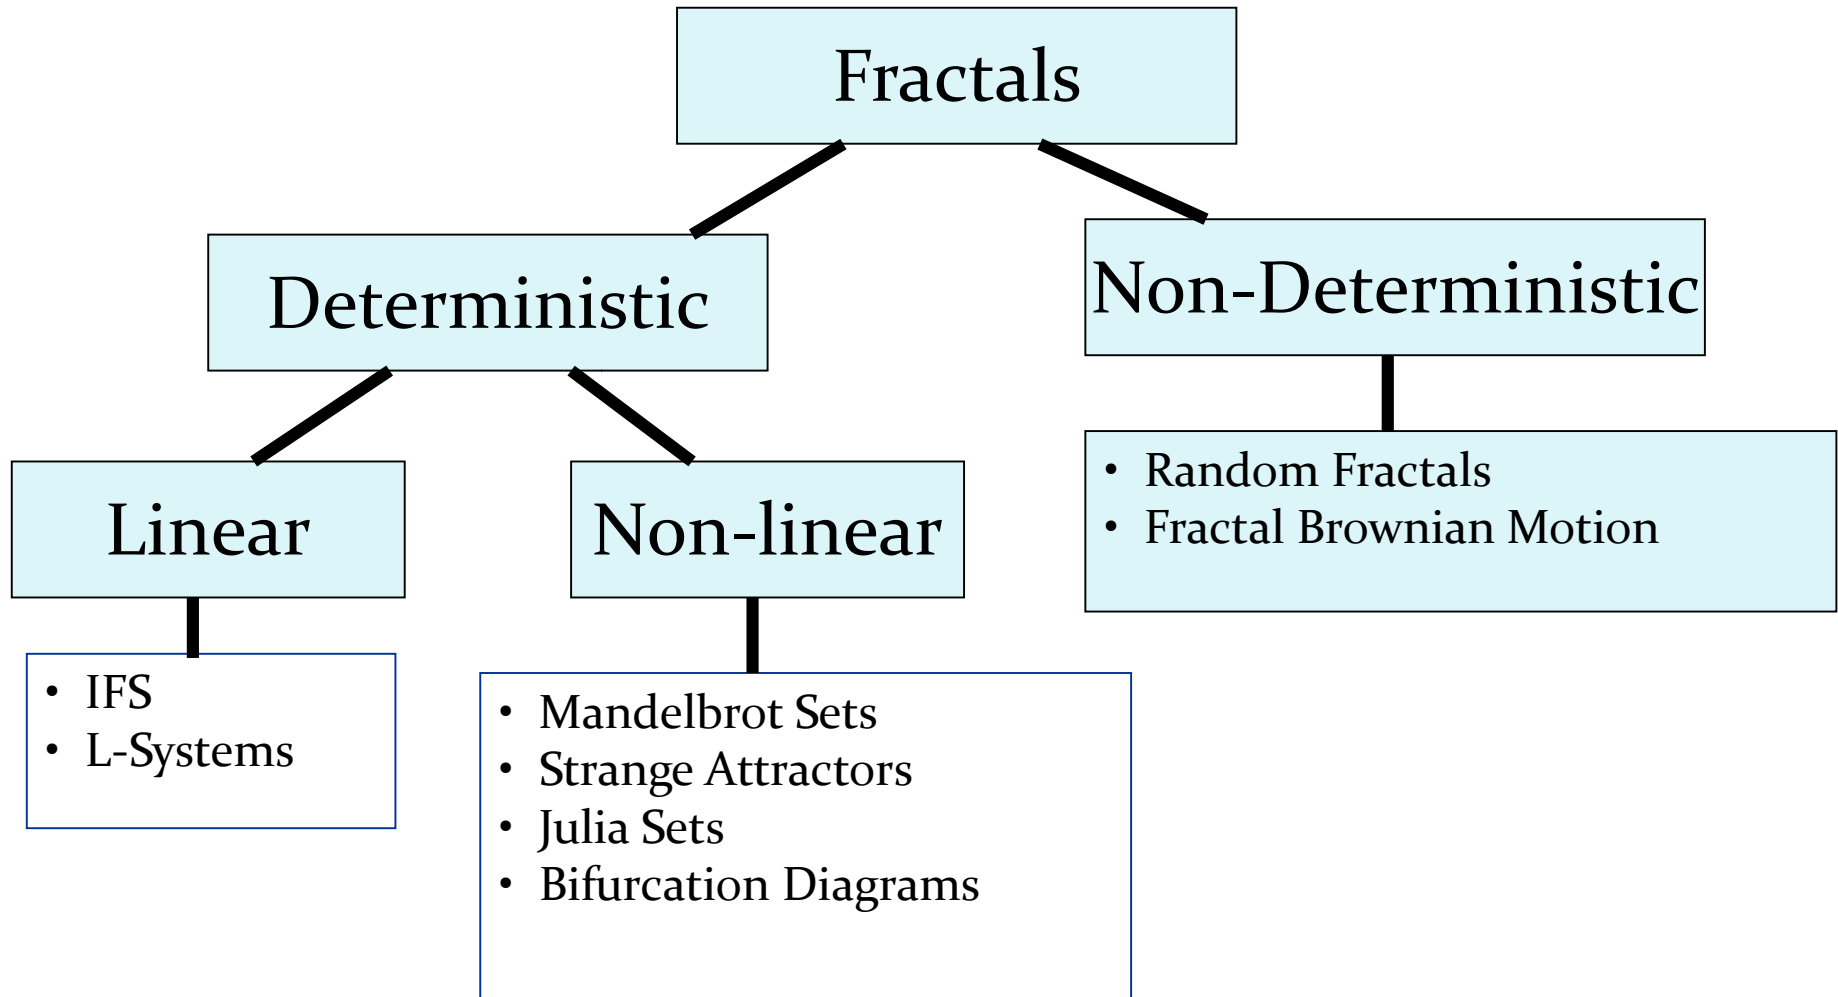 Fractals
Deterministic
Non-Deterministic
Linear
Non-linear
• Random Fractals
• Fractal Brownian Motion
• IFS
• L-Systems
• Mandelbrot Sets
• Strange Attractors
• Julia Sets
• Bifurcation Diagrams